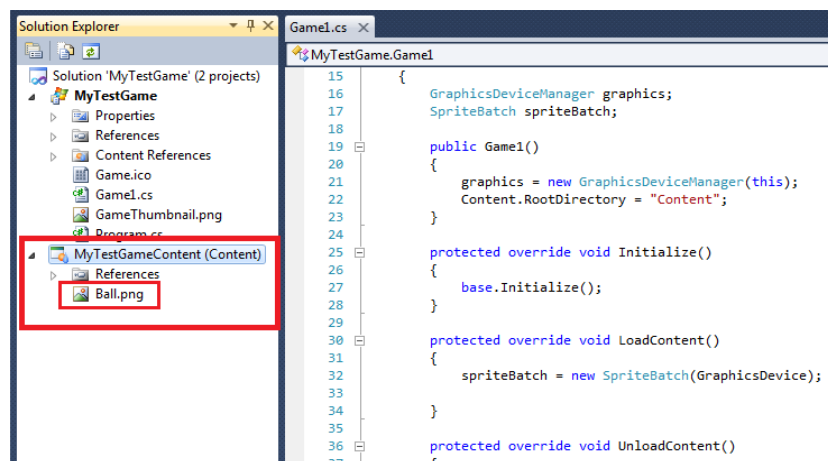 Solution Explorer
Solution 'MyTestGame' (2 projects)
MyTestGame
Properties
References
Content References
Game.ico
Game1.cs
GameThumbnail.png
Program.cs
MyTestGameContent (Content)
References
Ball.png
Game1.cs
MyTestGame.Game1
15 {
16 GraphicsDeviceManager graphics;
17 SpriteBatch spriteBatch;
18
19 public Game1()
20 {
21 graphics = new GraphicsDeviceManager(this);
22 Content.RootDirectory = "Content";
23 }
24
25 protected override void Initialize()
26 {
27 base.Initialize();
28 }
29
30 protected override void LoadContent()
31 {
32 spriteBatch = new SpriteBatch(GraphicsDevice);
33
34 }
35
36 protected override void UnloadContent()
37 {